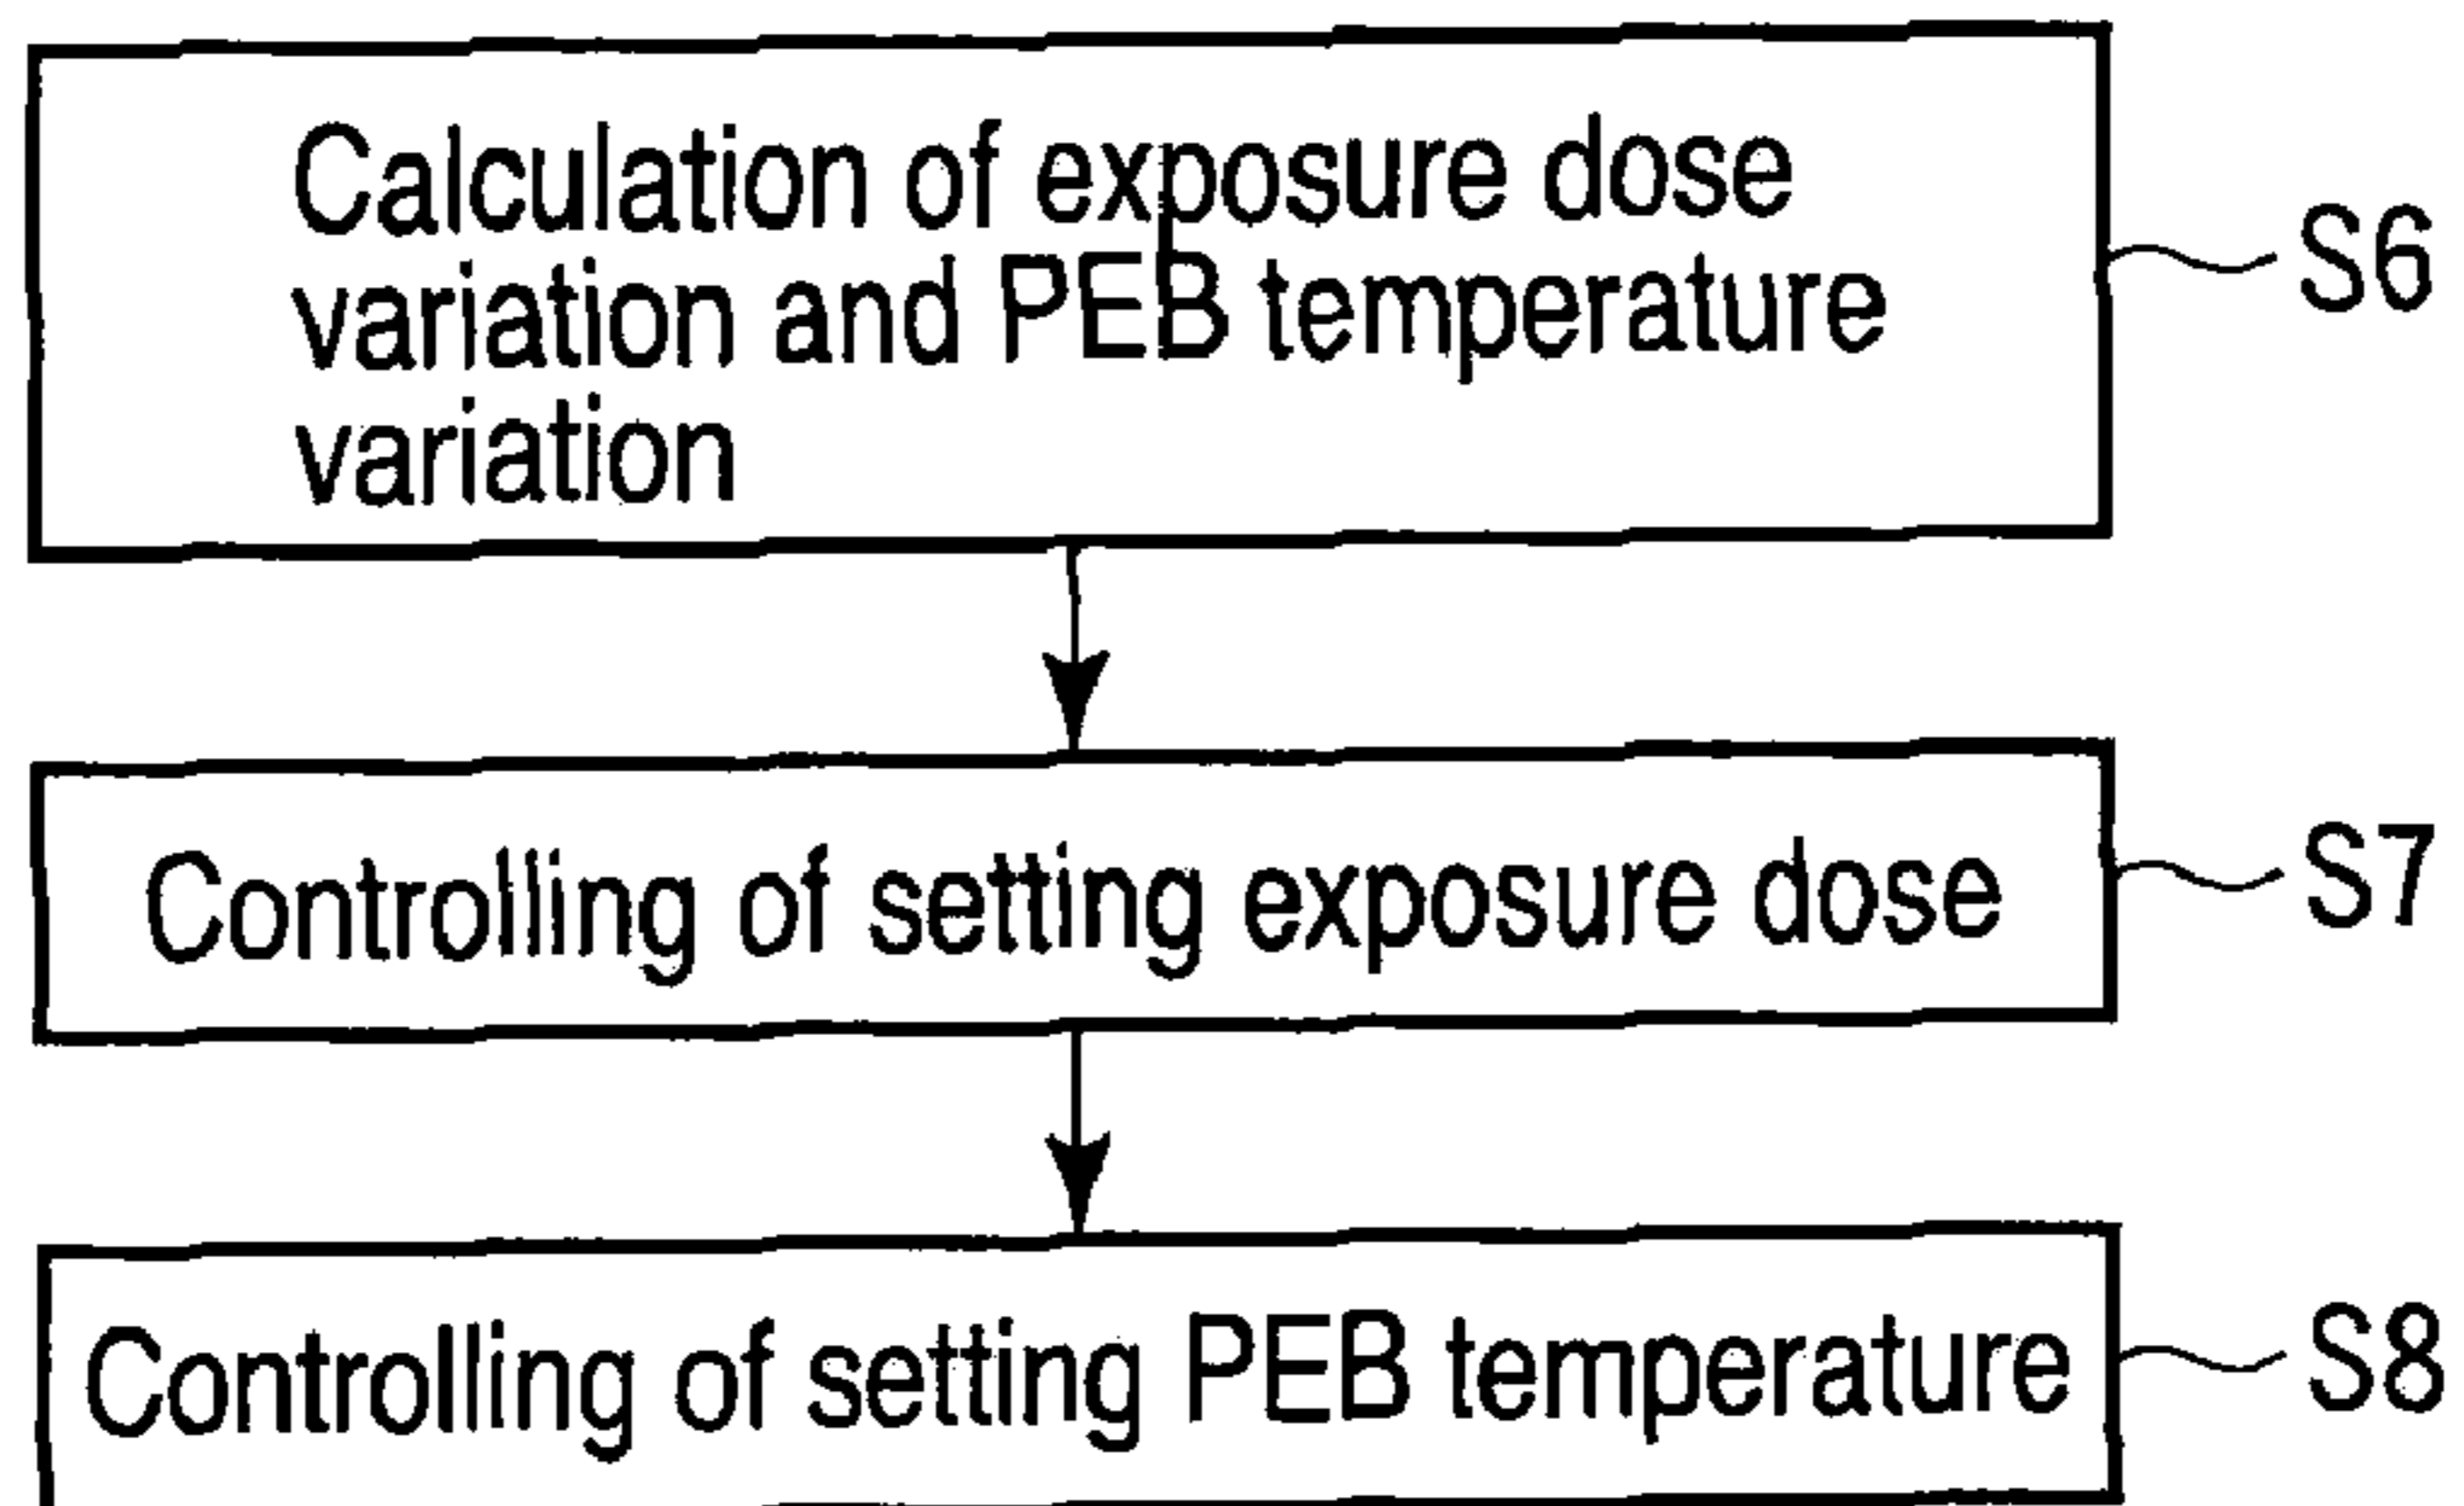 Calculation of exposure dose
variation and PEB temperature
variation
S6
Controlling of setting exposure dose
S7
Controlling of setting PEB temperature
S8